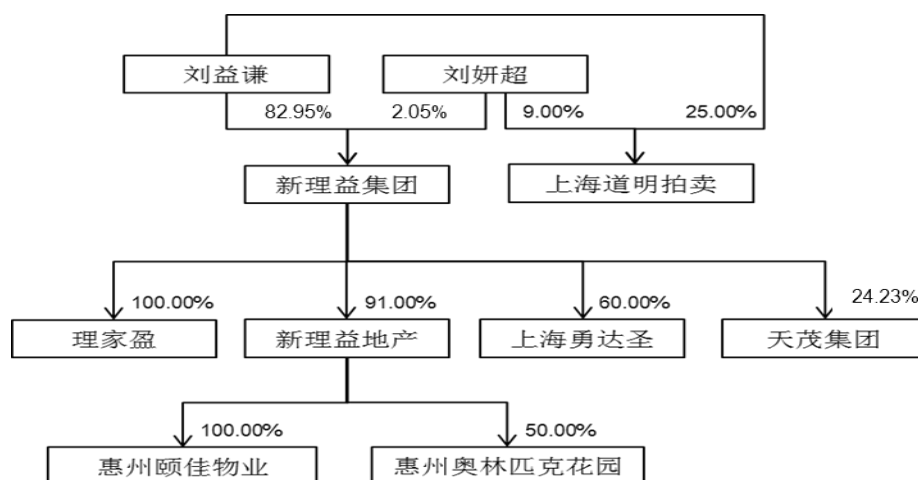 刘益谦
刘妍超
82.95%
2.05%
9.00%
25.00%
新理益集团
上海道明拍卖
100.00%
91.00%
60.00%
24.23%
理家盈
新理益地产
上海勇达圣
天茂集团
100.00%
50.00%
惠州颐佳物业
惠州奥林匹克花园